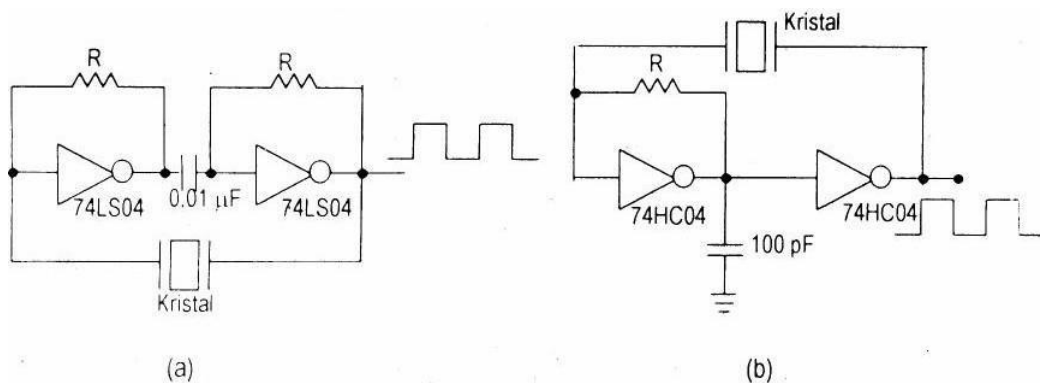 R
R
74LS04
0.01 µF
74LS04
Kristal
(a)
Kristal
R
74HC04
74HC04
100 pF
(b)